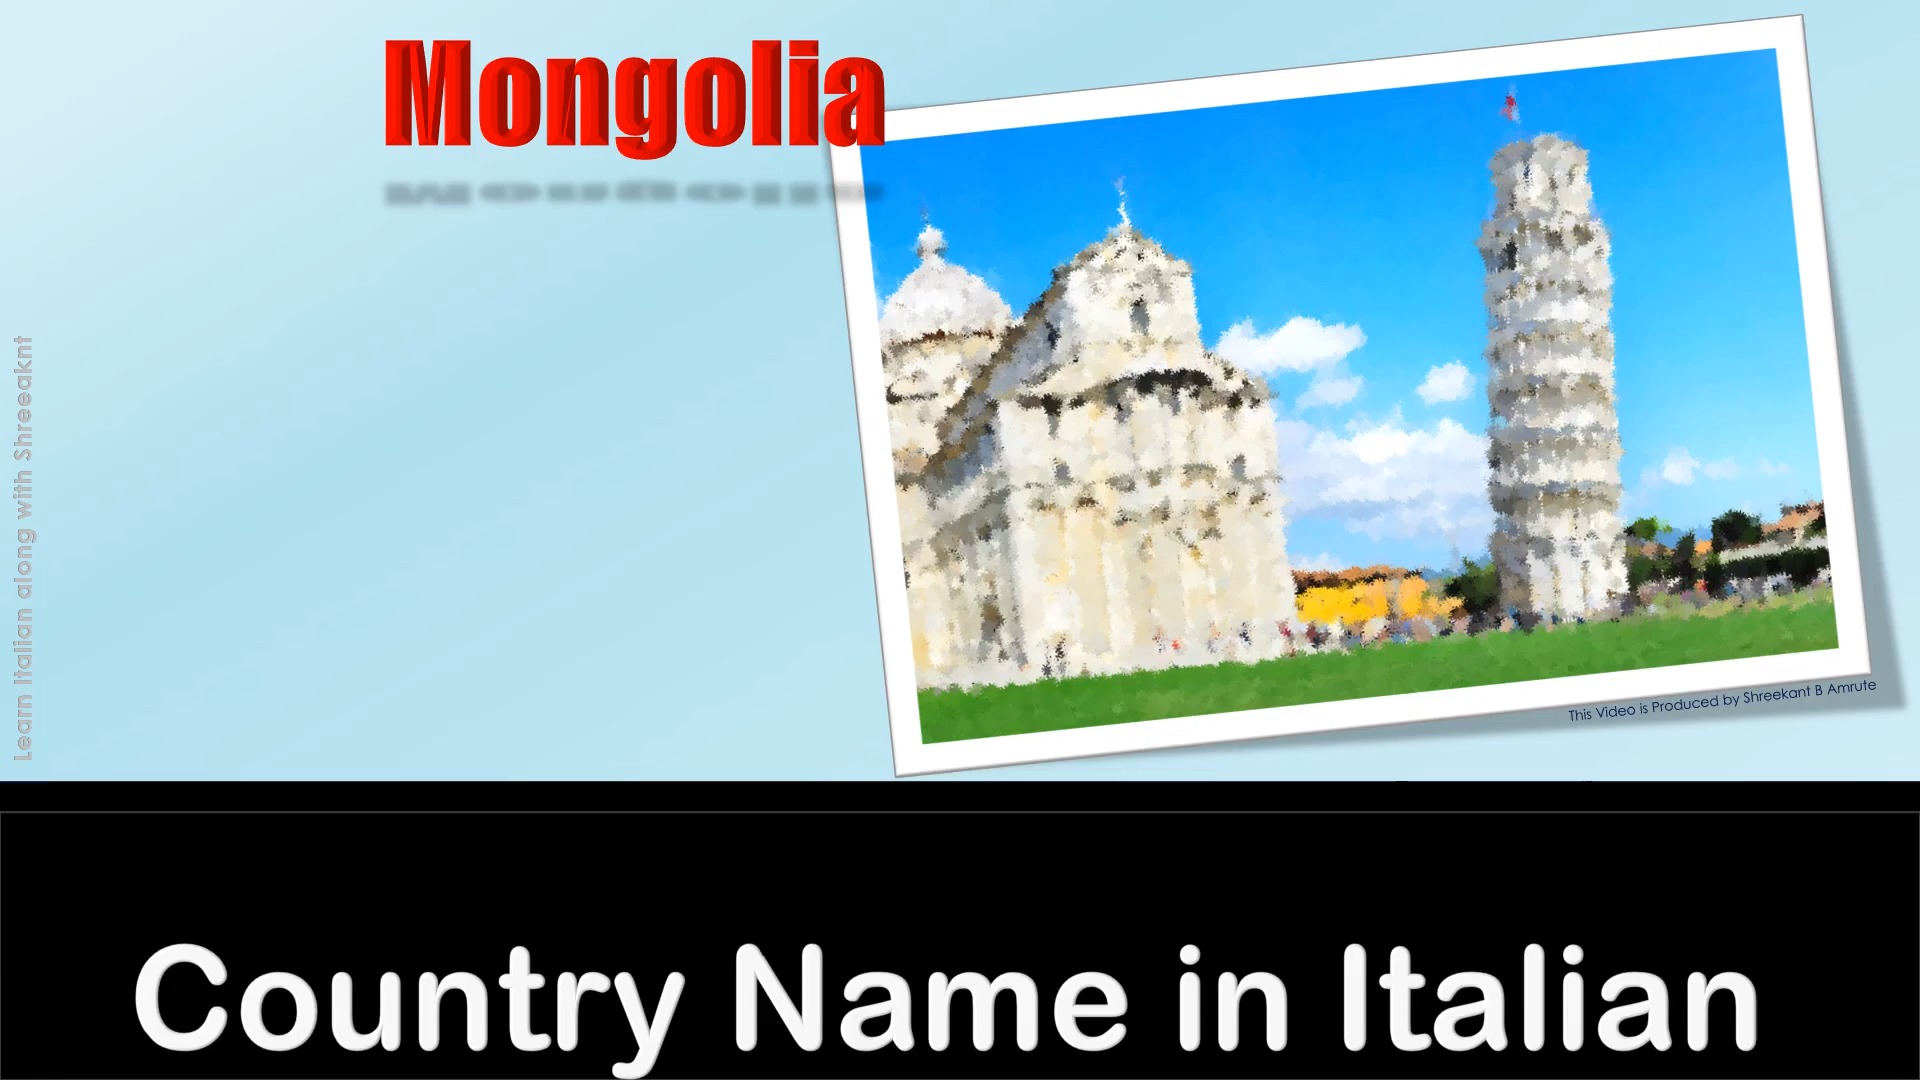 Mongolia
Learn Italian along with Shreeaknt
This Video is Produced by Shreekant B Amrute
Country Name in Italian